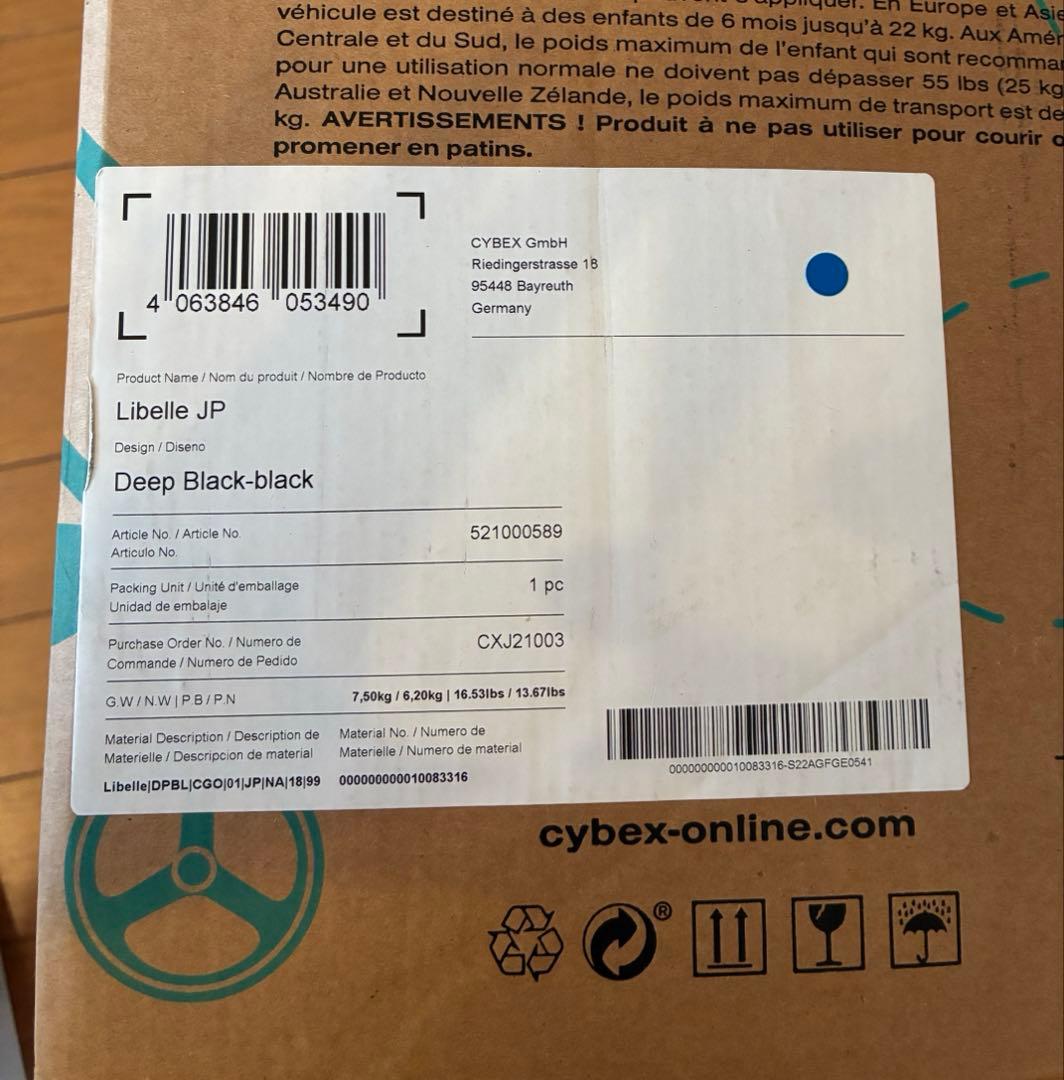 En Europe et
véhicule est destiné à des enfants de 6 mois jusqu'à 22 kg. Aux
Centrale et du Sud, le poids maximum de l'enfant qui sont
pour une utilisation normale ne doivent pas dépasser 55 lbs (25 kg
Australie et Nouvelle Zélande, le poids maximum de transport est de
kg. AVERTISSEMENTS ! Produit à ne pas utiliser pour courir
promener en patins.
4 063846 053490
CYBEX GmbH
Riedingerstrasse 18
95448 Bayreuth
Germany
Product Name / Nom du produit / Nombre de Producto
Libelle JP
Design / Diseno
Deep Black-black
Article No. / Article No.
Articulo No.
521000589
Packing Unit / Unité d'emballage
Unidad de embalaje
1 pc
Purchase Order No. / Numero de
Commande / Numero de Pedido
CXJ21003
G.W / N.W | P.B / P.N
7,50kg / 6,20kg | 16.53lbs / 13.67lbs
Material Description / Description de
Materielle / Descripcion de material
Material No. / Numero de
Materielle / Numero de material
Libelle|DPBL|CGO|01|JP|NA|18|99
000000000010083316
000000000010083316-S22AGFGE0541
cybex-online.com
®